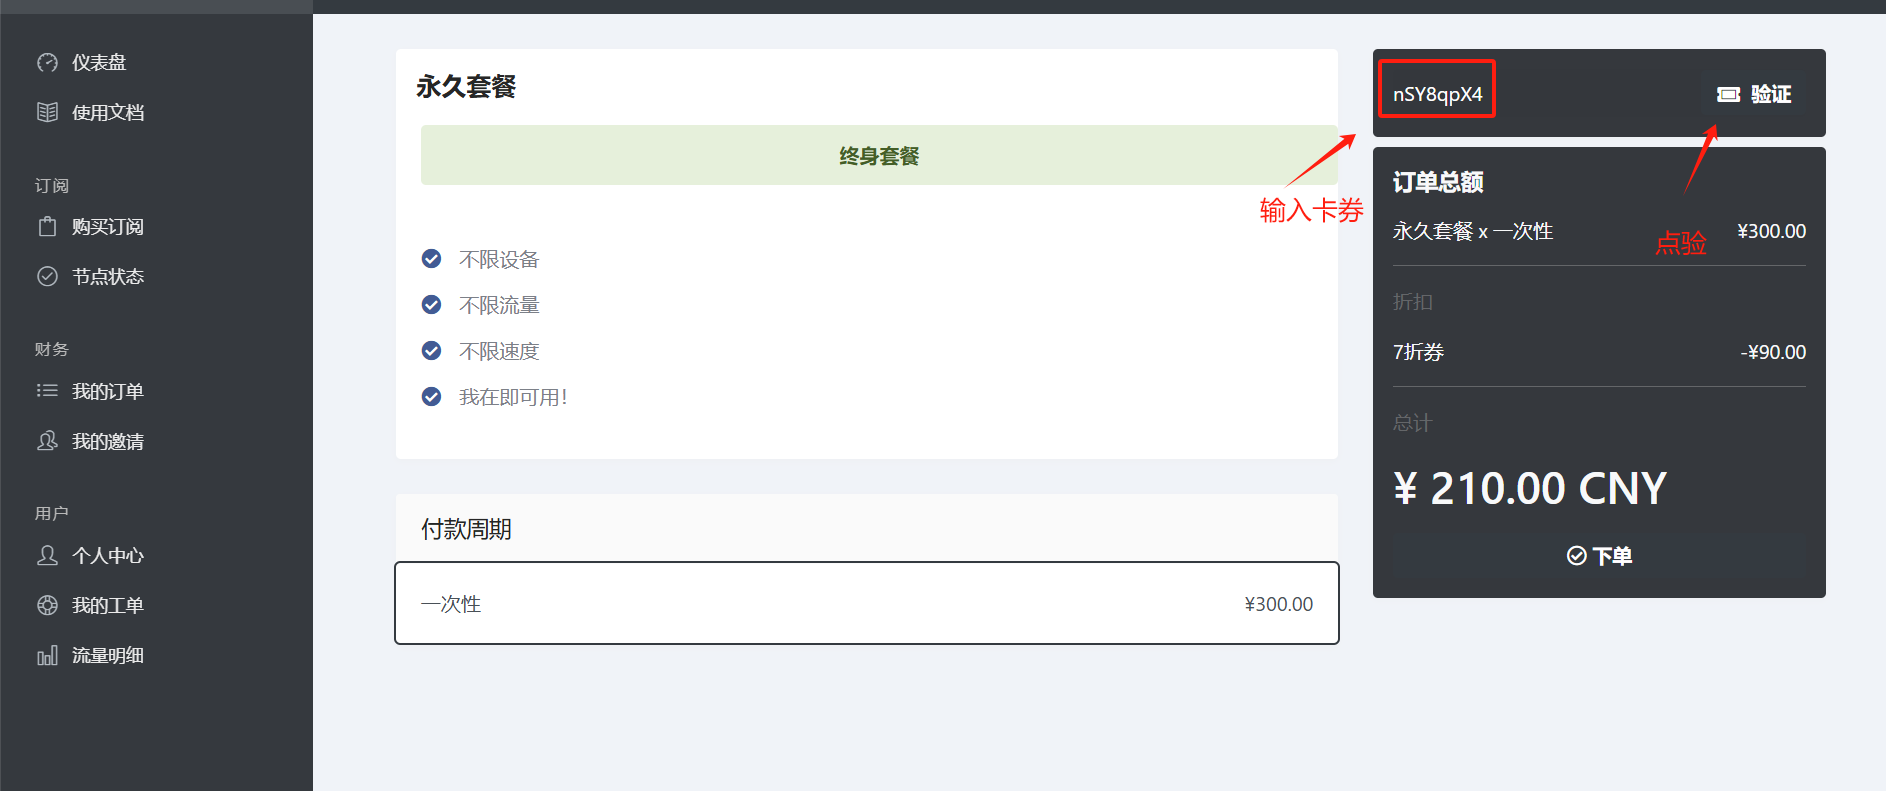 仪表盘
使用文档
订阅
购买订阅
节点状态
财务
我的订单
我的邀请
用户
个人中心
我的工单
流量明细
永久套餐
终身套餐
不限设备
不限流量
不限速度
我在即可用！
付款周期
一次性 ¥300.00
输入卡券
nSY8qpX4 验证
点验
订单总额
永久套餐 x 一次性 ¥300.00
折扣
7折券 -¥90.00
总计
¥ 210.00 CNY
下单